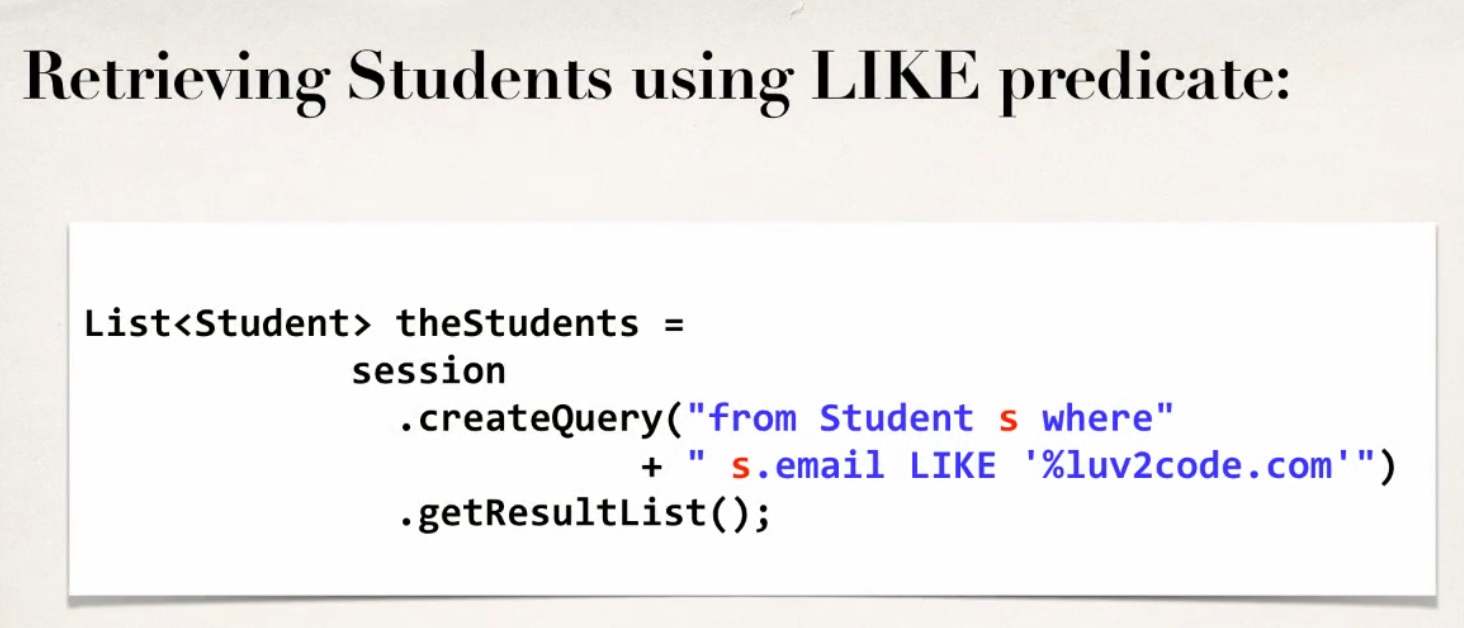 Retrieving Students using LIKE predicate:
List<Student> theStudents =
session
.createQuery("from Student s where"
+ " s.email LIKE '%luv2code.com'")
.getResultList();